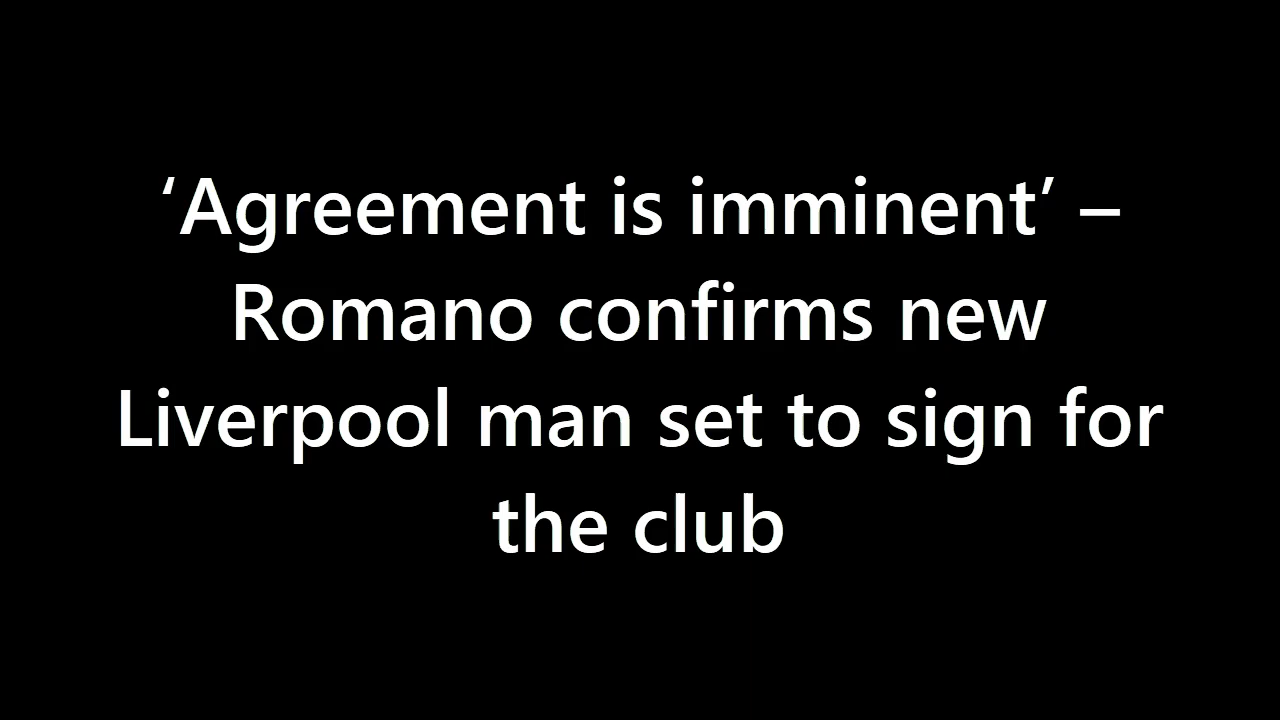 ‘Agreement is imminent’ –
Romano confirms new
Liverpool man set to sign for
the club